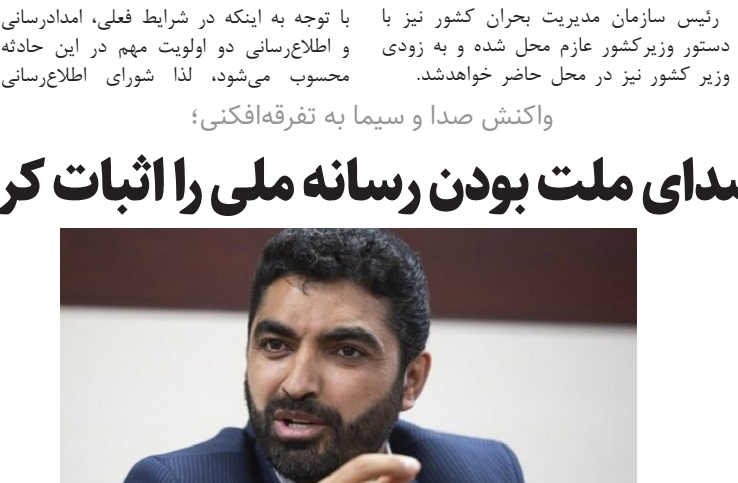 رئیس سازمان مدیریت بحران کشور نیز با
دستور وزیرکشور عازم محل شده و به زودی
وزیر کشور نیز در محل حاضر خواهدشد.
با توجه به اینکه در شرایط فعلی، امدادرسانی
و اطلاع‌رسانی دو اولویت مهم در این حادثه
محسوب می‌شود، لذا شورای اطلاع‌رسانی
واکنش صدا و سیما به تفرقه‌افکنی؛
ملت بودن رسانه ملی را اثبات